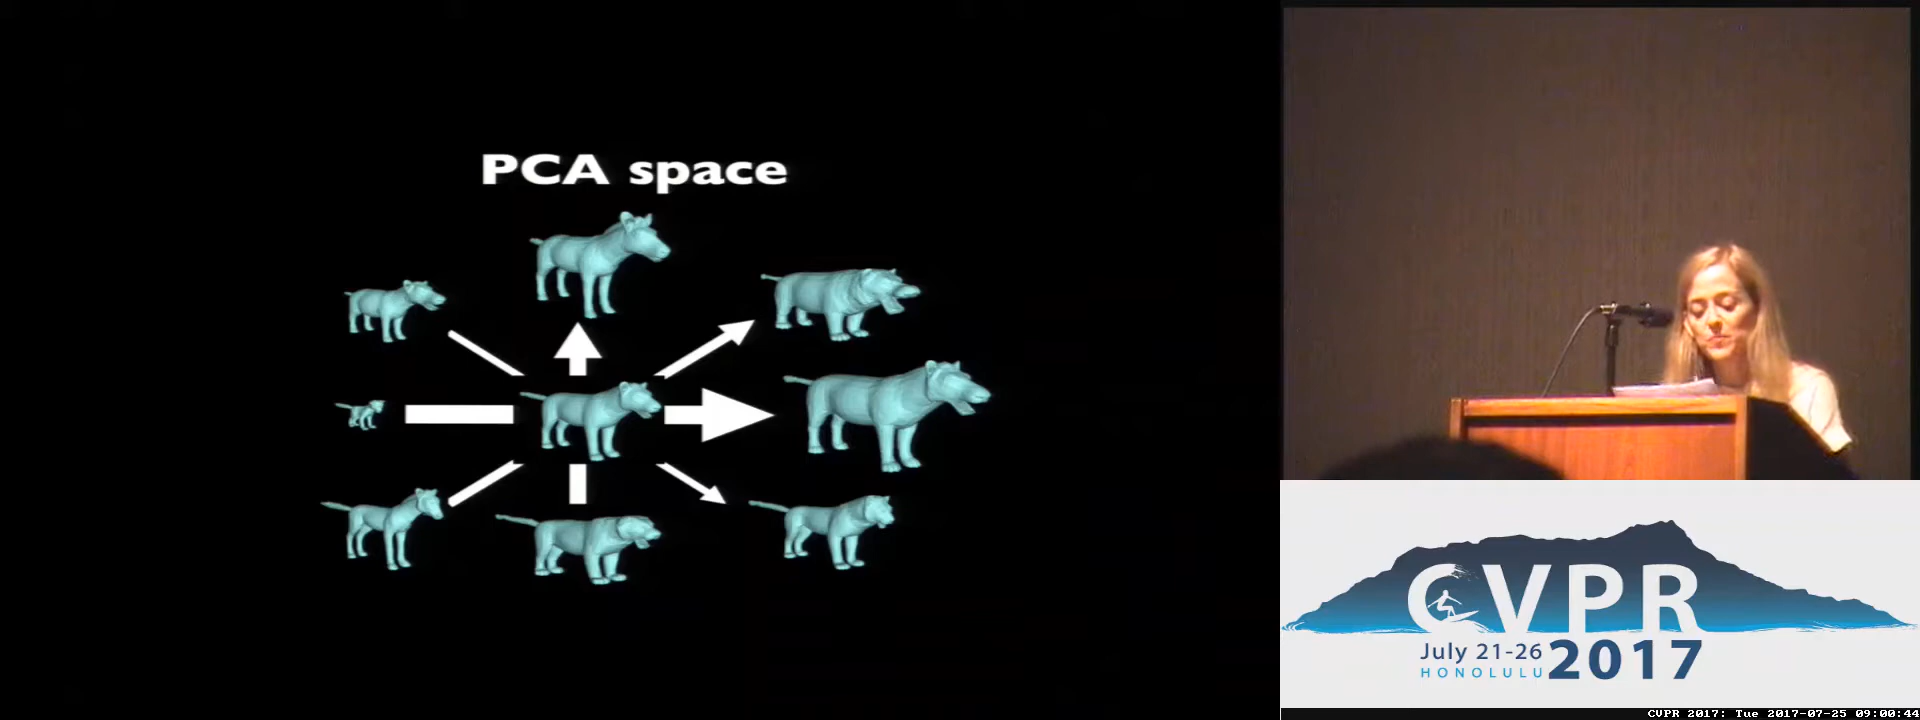 PCA space
CVPR
July 21-26
HONOLULU
2017
CVPR 2017: Tue 2017-07-25 09:00:44